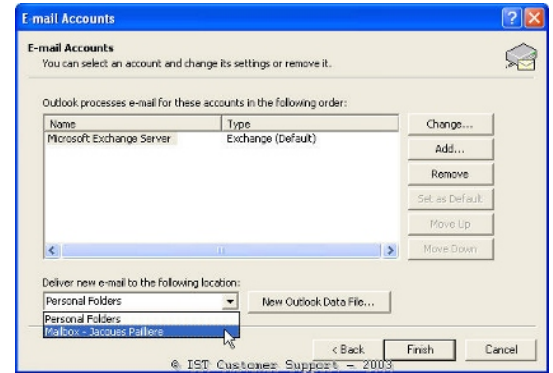 E-mail Accounts
E-mail Accounts
You can select an account and change its settings or remove it.
Outlook processes e-mail for these accounts in the following order:
Name Type
Microsoft Exchange Server Exchange (Default)
Change...
Add...
Remove
Set as Default
Move Up
Move Down
Deliver new e-mail to the following location:
Personal Folders
New Outlook Data File...
Personal Folders
Mailbox - Jacques Pailliere
< Back Finish Cancel
© IST Customer Support - 2003